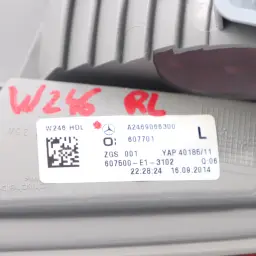 W246 RL
W246 HDL
A2469066300
607701
L
ZGS 001 YAP 40186/11
607600-E1-3102 Q:06
22:28:24 16.09.2014